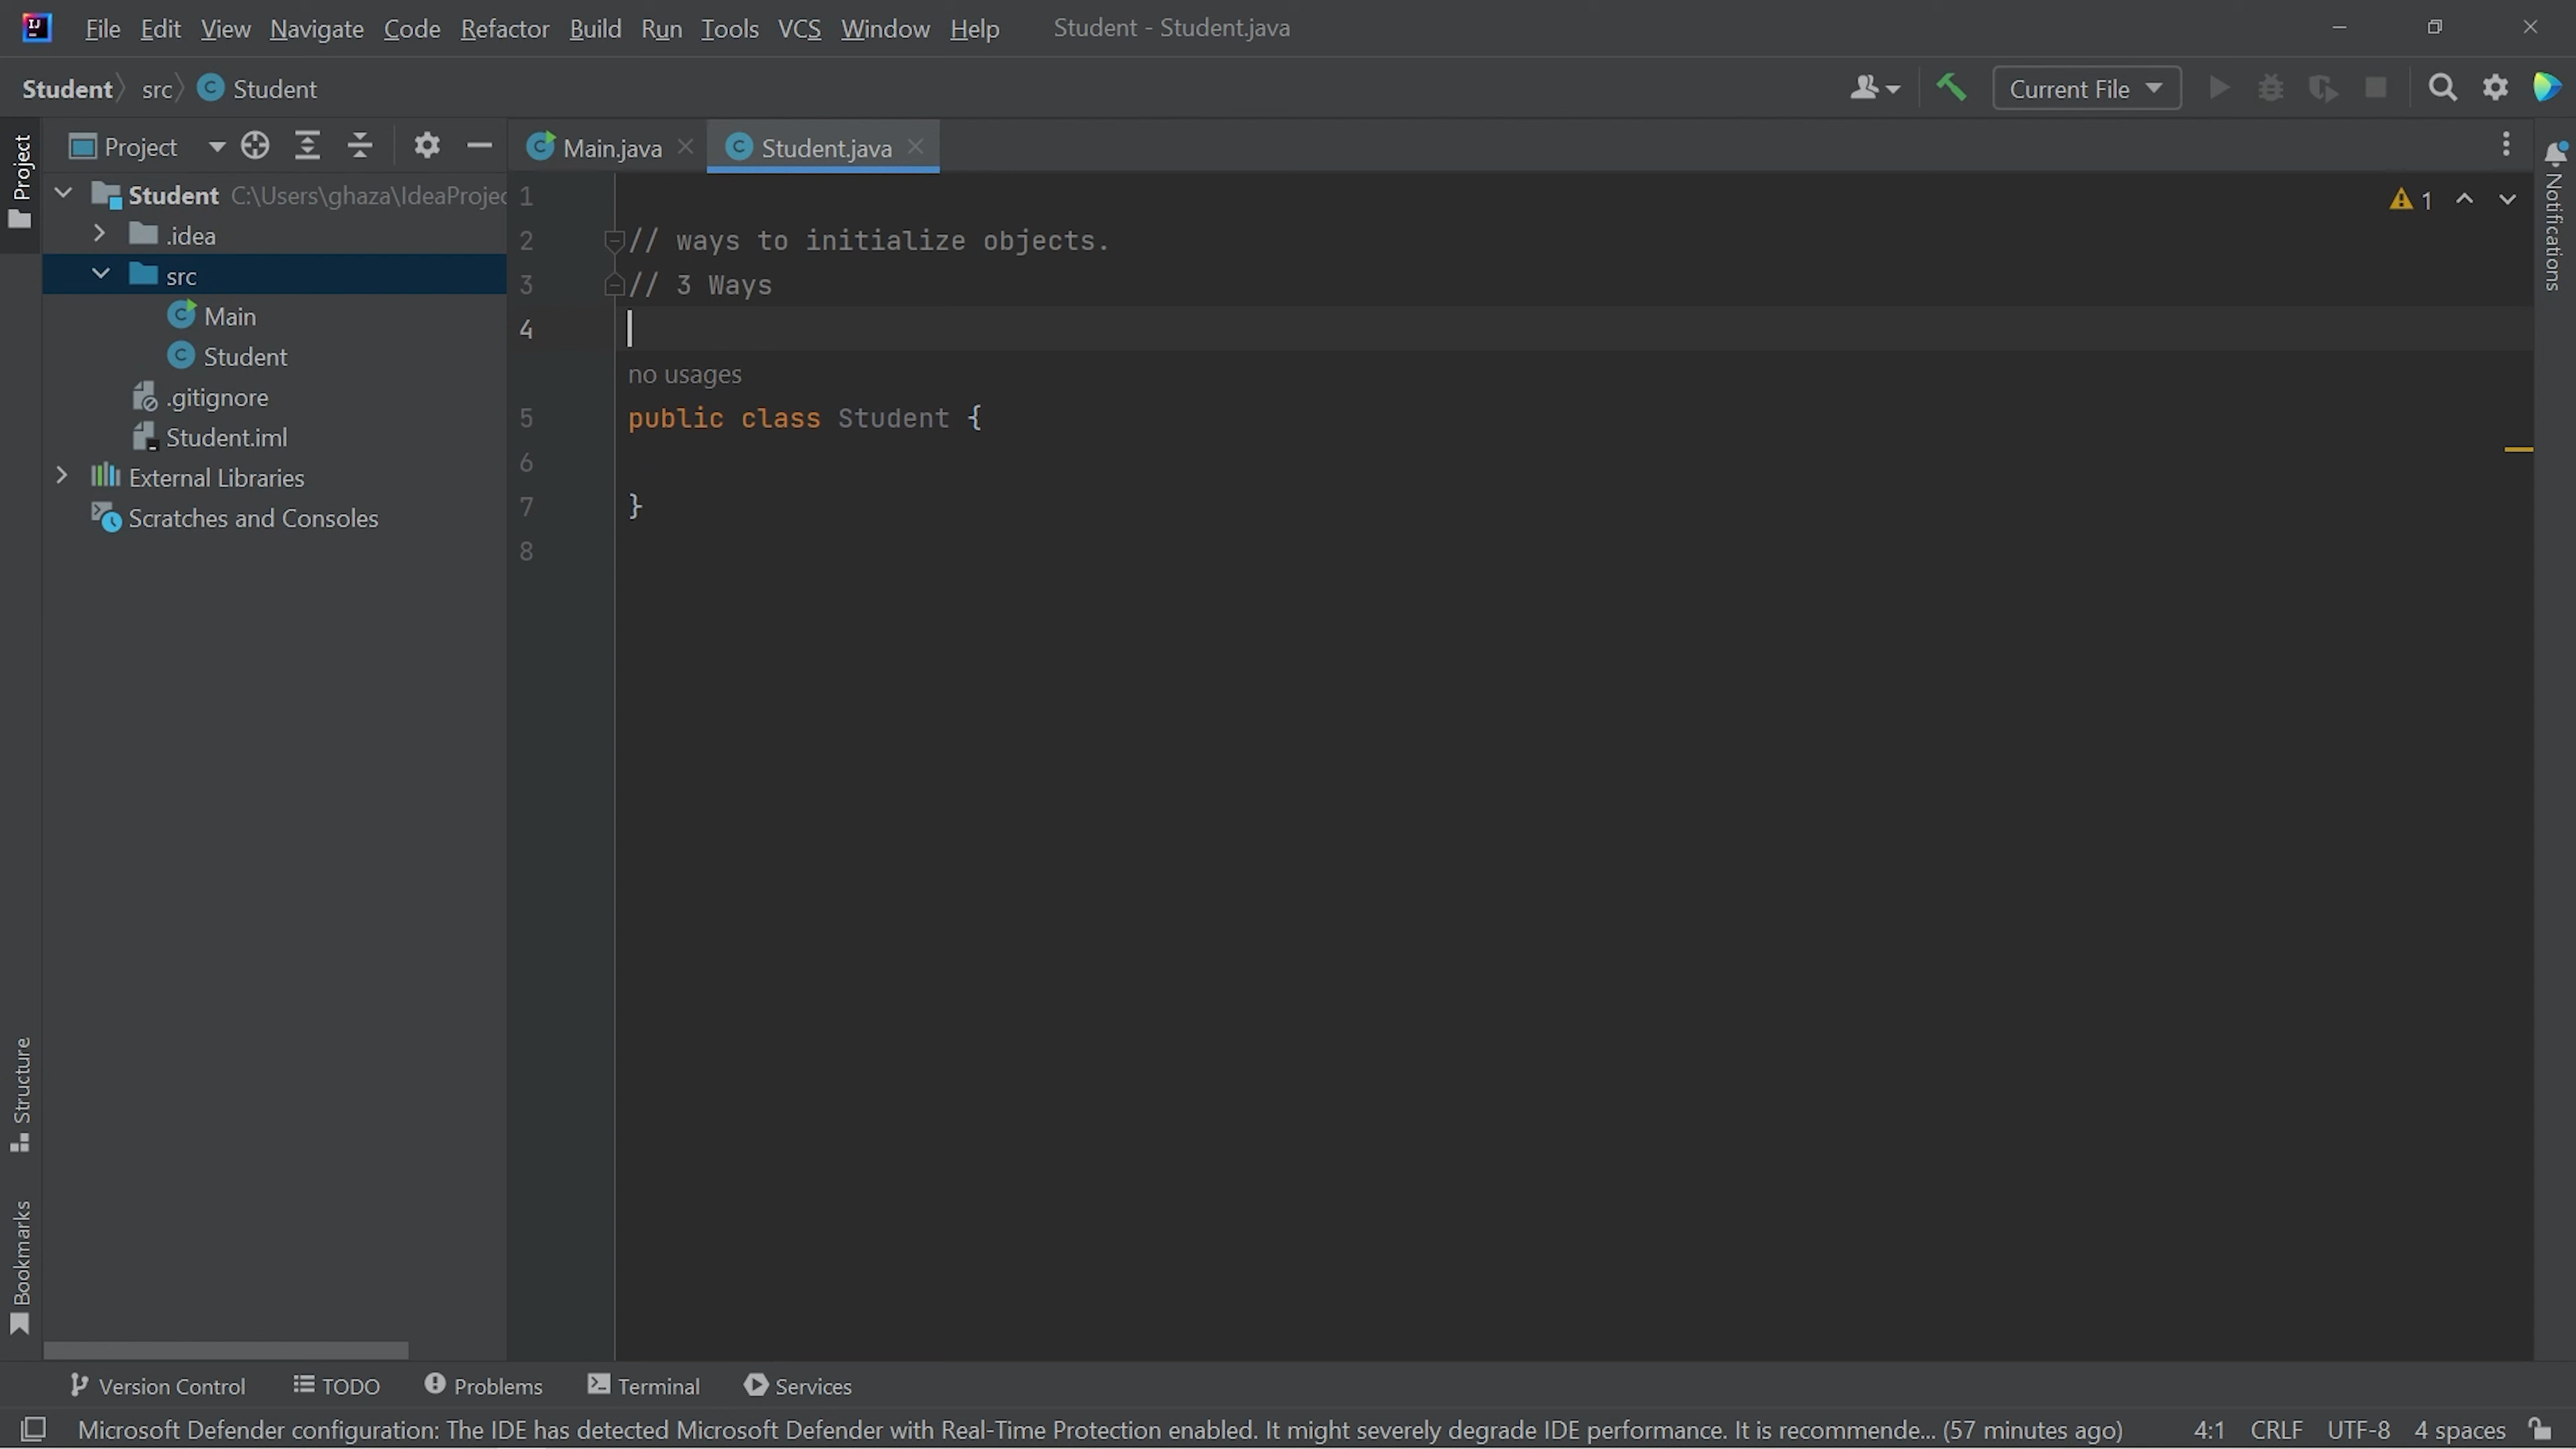 File Edit View Navigate Code Refactor Build Run Tools VCS Window Help Student - Student.java
Student src Student Current File
Project
Project
Main.java
Student.java
Notifications
Student C:\Users\ghaza\IdeaProjec
.idea
src
Main
Student
.gitignore
Student.iml
External Libraries
Scratches and Consoles
1
2 // ways to initialize objects.
3 // 3 Ways
4
no usages
5 public class Student {
6
7 }
8
1
Structure
Bookmarks
Version Control TODO Problems Terminal Services
Microsoft Defender configuration: The IDE has detected Microsoft Defender with Real-Time Protection enabled. It might severely degrade IDE performance. It is recommende... (57 minutes ago) 4:1 CRLF UTF-8 4 spaces